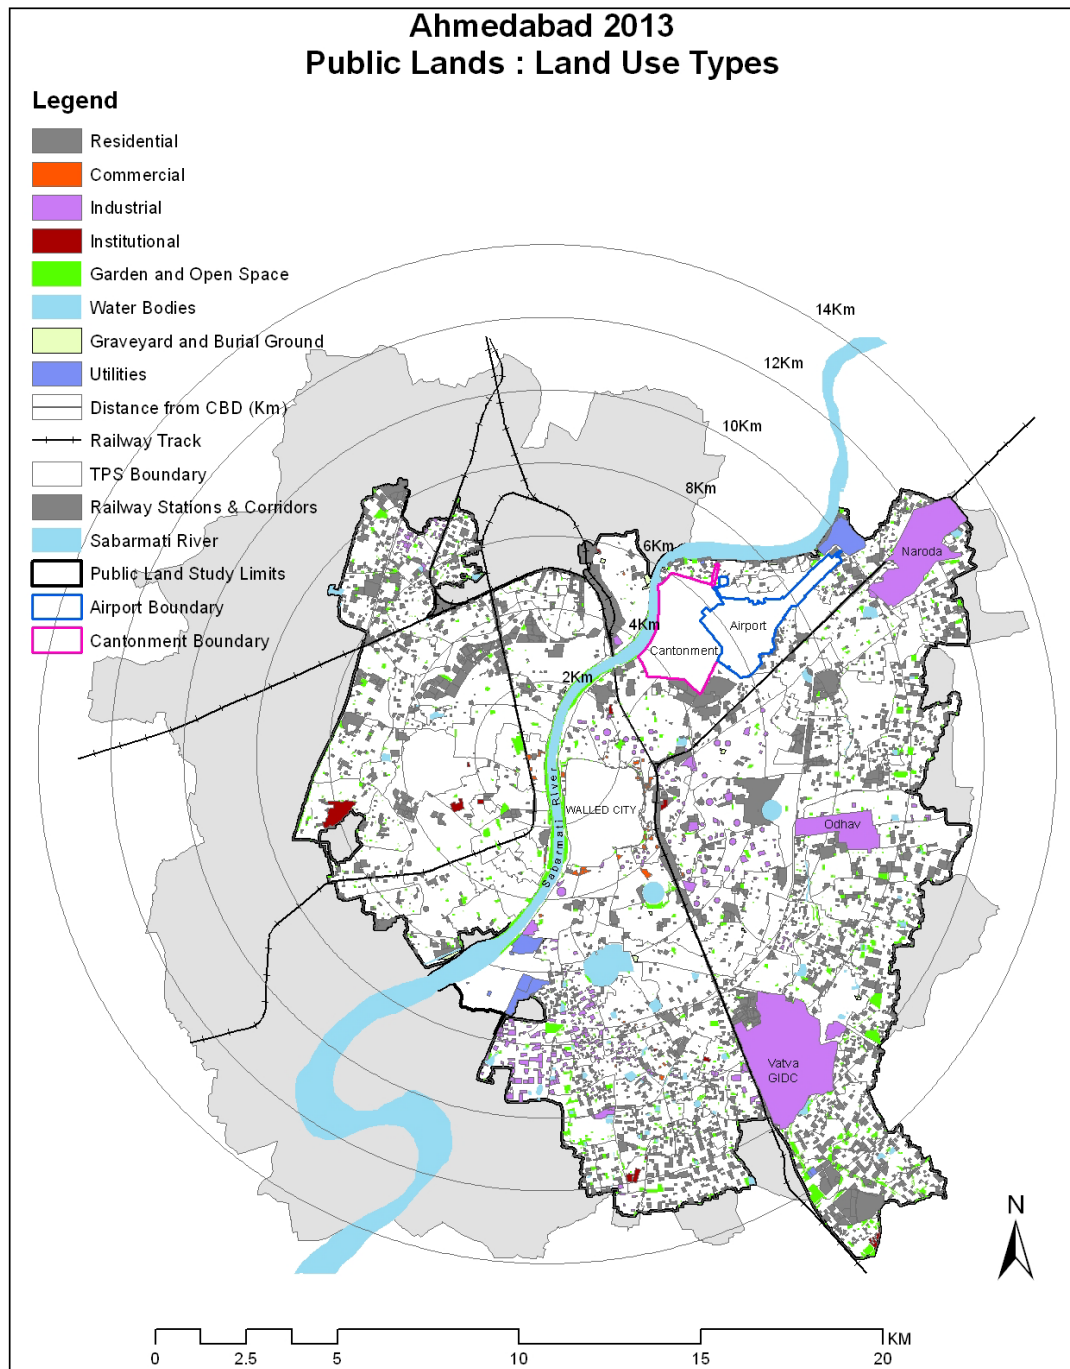 Ahmedabad 2013
Public Lands : Land Use Types
Legend
Residential
Commercial
Industrial
Institutional
Garden and Open Space
Water Bodies
Graveyard and Burial Ground
Utilities
Distance from CBD (Km)
Railway Track
TPS Boundary
Railway Stations & Corridors
Sabarmati River
Public Land Study Limits
Airport Boundary
Cantonment Boundary
14Km
12Km
10Km
8Km
6Km
4Km
2Km
Naroda
Airport
Cantonment
WALLED CITY
Sabarmati River
Odhav
Vatva
GIDC
N
KM
0 2.5 5 10 15 20